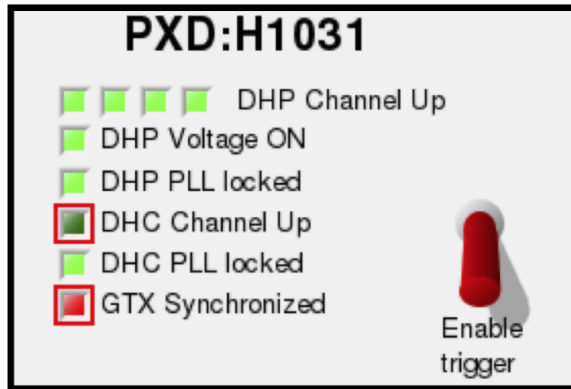 PXD:H1031
DHP Channel Up
DHP Voltage ON
DHP PLL locked
DHC Channel Up
DHC PLL locked
GTX Synchronized
Enable
trigger